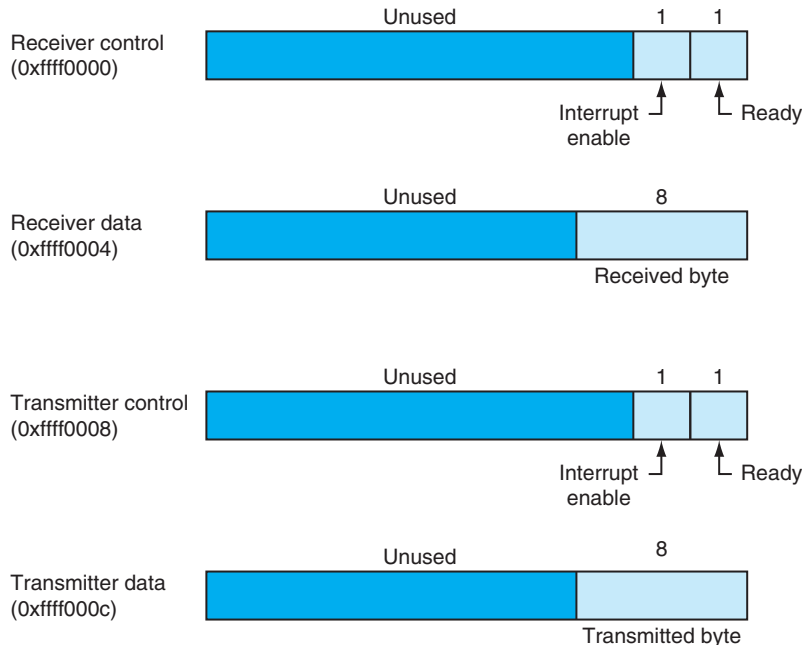 Unused 1 1
Receiver control
(0xffff0000)
Interrupt
enable
Ready
Unused 8
Receiver data
(0xffff0004)
Received byte
Unused 1 1
Transmitter control
(0xffff0008)
Interrupt
enable
Ready
Unused 8
Transmitter data
(0xffff000c)
Transmitted byte